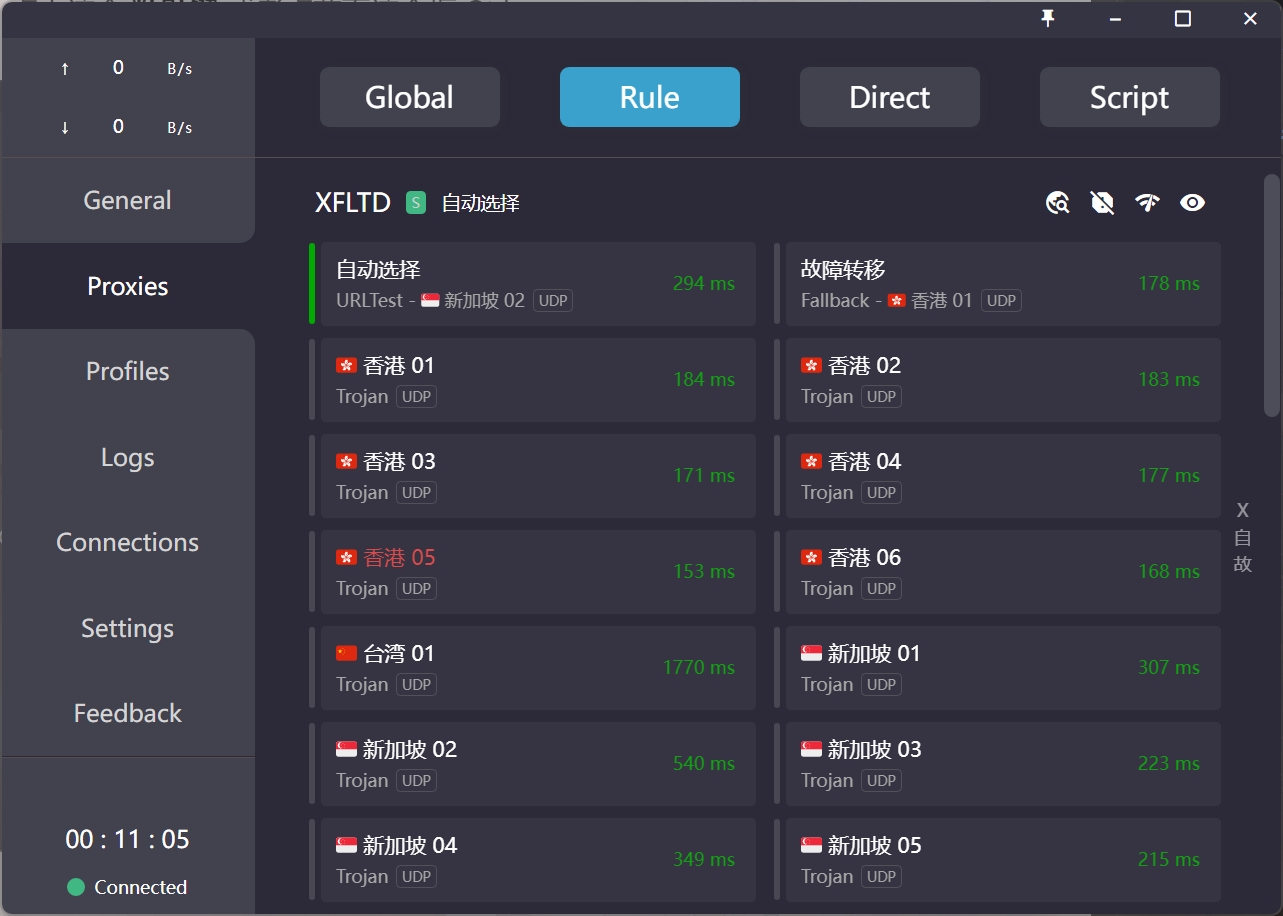 ↑ 0 B/s
↓ 0 B/s
General
Proxies
Profiles
Logs
Connections
Settings
Feedback
00 : 11 : 05
Connected
Global Rule Direct Script
XFLTD S 自动选择
自动选择
URLTest - 新加坡 02 UDP
294 ms
故障转移
Fallback - 香港 01 UDP
178 ms
香港 01
Trojan UDP
184 ms
香港 02
Trojan UDP
183 ms
香港 03
Trojan UDP
171 ms
香港 04
Trojan UDP
177 ms
香港 05
Trojan UDP
153 ms
香港 06
Trojan UDP
168 ms
台湾 01
Trojan UDP
1770 ms
新加坡 01
Trojan UDP
307 ms
新加坡 02
Trojan UDP
540 ms
新加坡 03
Trojan UDP
223 ms
新加坡 04
Trojan UDP
349 ms
新加坡 05
Trojan UDP
215 ms
X
自
故